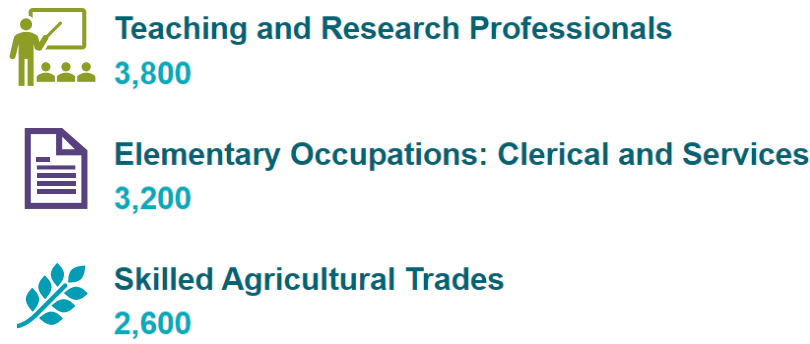 Teaching and Research Professionals
3,800
Elementary Occupations: Clerical and Services
3,200
Skilled Agricultural Trades
2,600